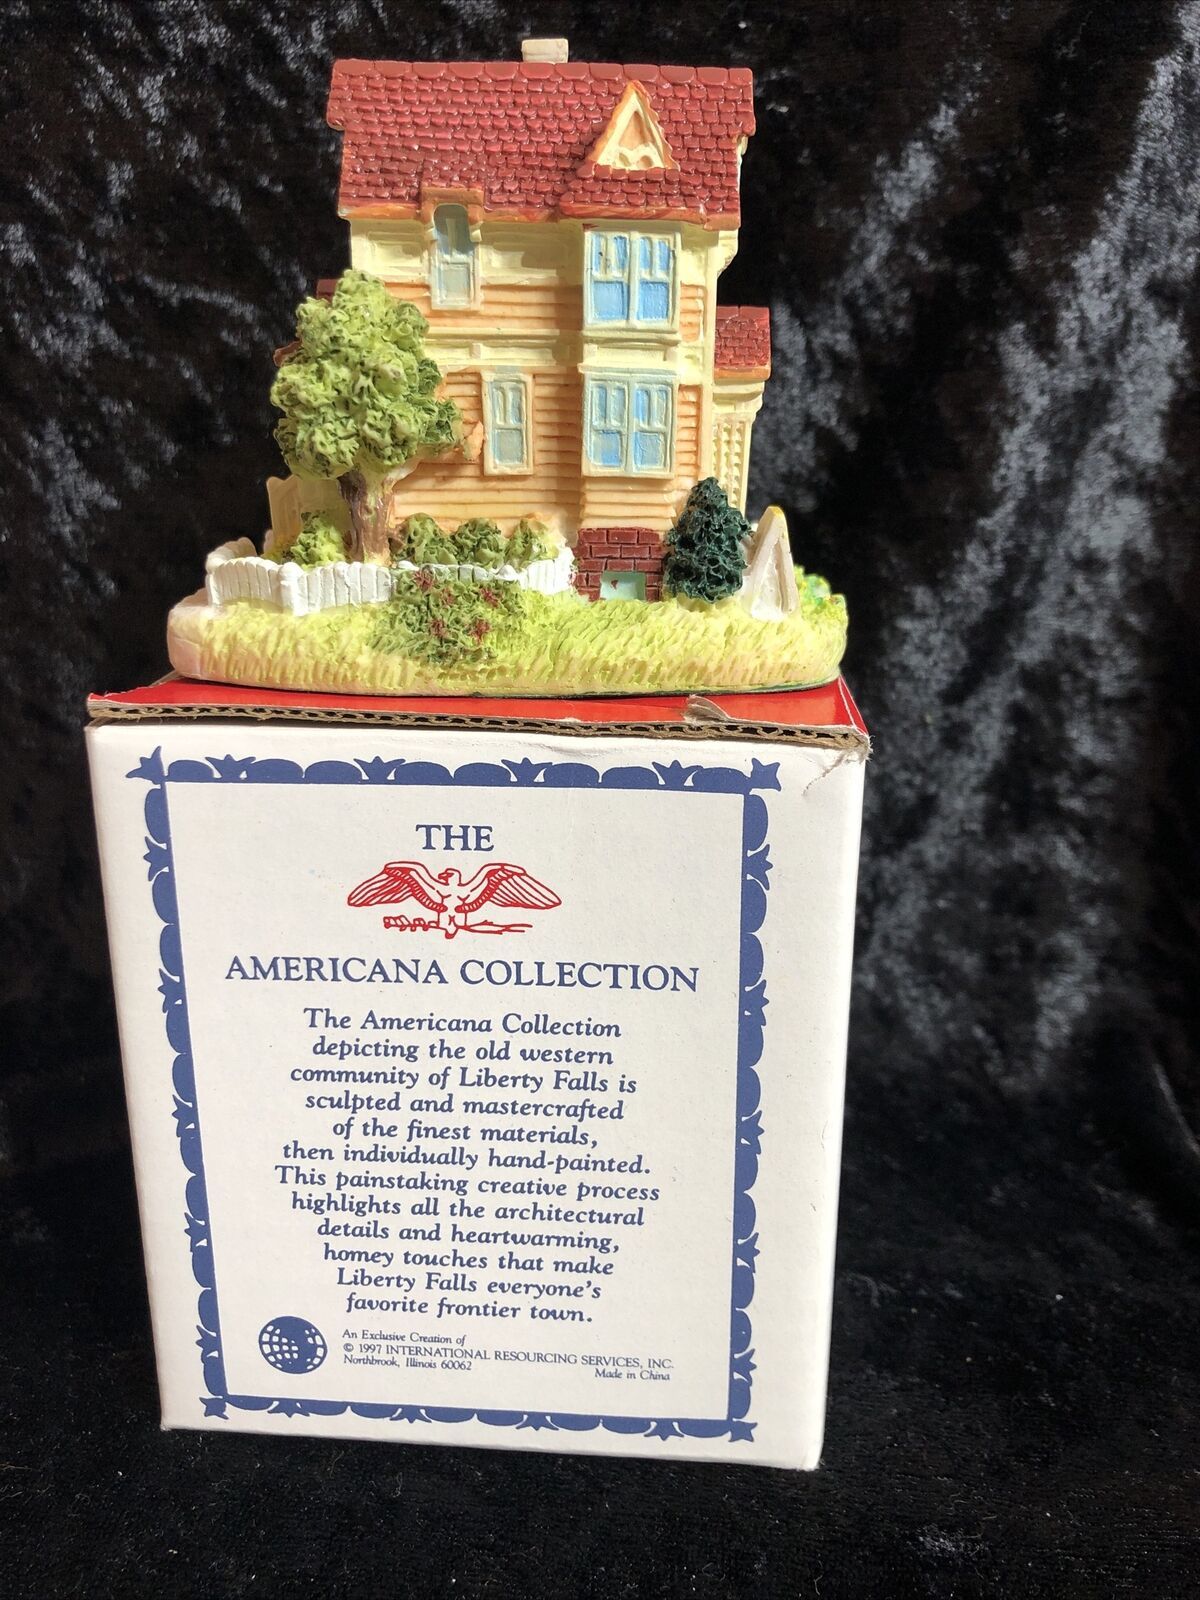 THE
AMERICANA COLLECTION
The Americana Collection
depicting the old western
community of Liberty Falls is
sculpted and mastercrafted
of the finest materials,
then individually hand-painted.
This painstaking creative process
highlights all the architectural
details and heartwarming,
homey touches that make
Liberty Falls everyone's
favorite frontier town.
An Exclusive Creation of
© 1997 INTERNATIONAL RESOURCING SERVICES, INC.
Northbrook, Illinois 60062
Made in China